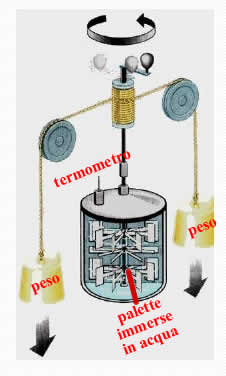 termometro
peso
peso
palette
immerse
in acqua